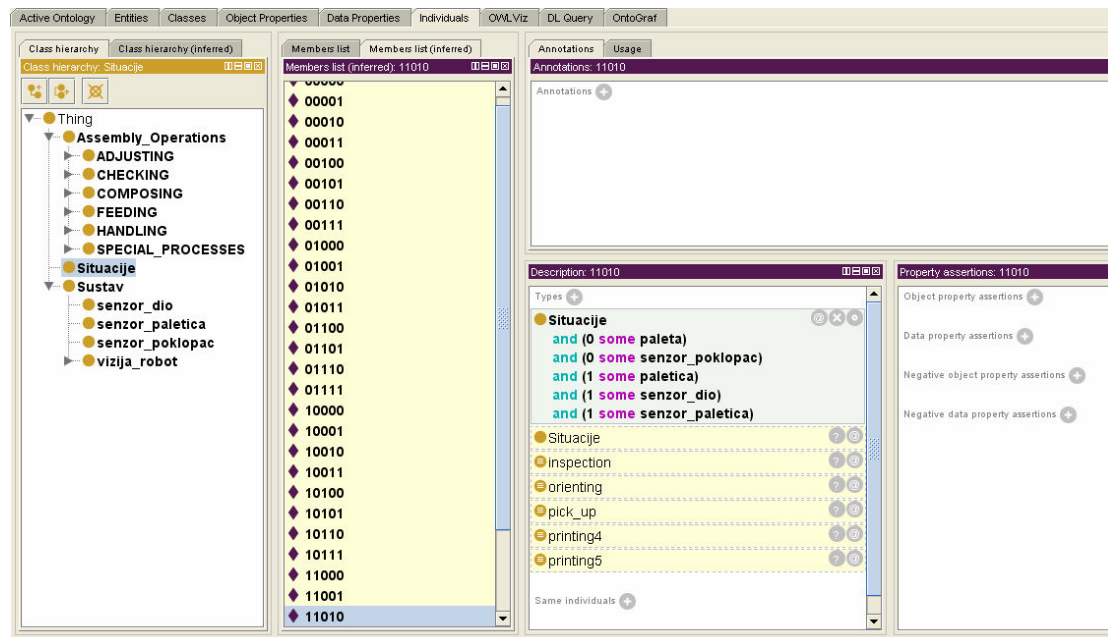 Active Ontology Entities Classes Object Properties Data Properties Individuals OWLViz DL Query OntoGraf
Class hierarchy Class hierarchy (inferred)
Class hierarchy: Situacije
Thing
Assembly_Operations
ADJUSTING
CHECKING
COMPOSING
FEEDING
HANDLING
SPECIAL_PROCESSES
Situacije
Sustav
senzor_dio
senzor_paletica
senzor_poklopac
vizija_robot
Members list Members list (inferred)
Members list (inferred): 11010
00001
00010
00011
00100
00101
00110
00111
01000
01001
01010
01011
01100
01101
01110
01111
10000
10001
10010
10011
10100
10101
10110
10111
11000
11001
11010
Annotations Usage
Annotations: 11010
Annotations
Description: 11010
Types
Situacije
and (0 some paleta)
and (0 some senzor_poklopac)
and (1 some paletica)
and (1 some senzor_dio)
and (1 some senzor_paletica)
Situacije
inspection
orienting
pick_up
printing4
printing5
Same individuals
Property assertions: 11010
Object property assertions
Data property assertions
Negative object property assertions
Negative data property assertions